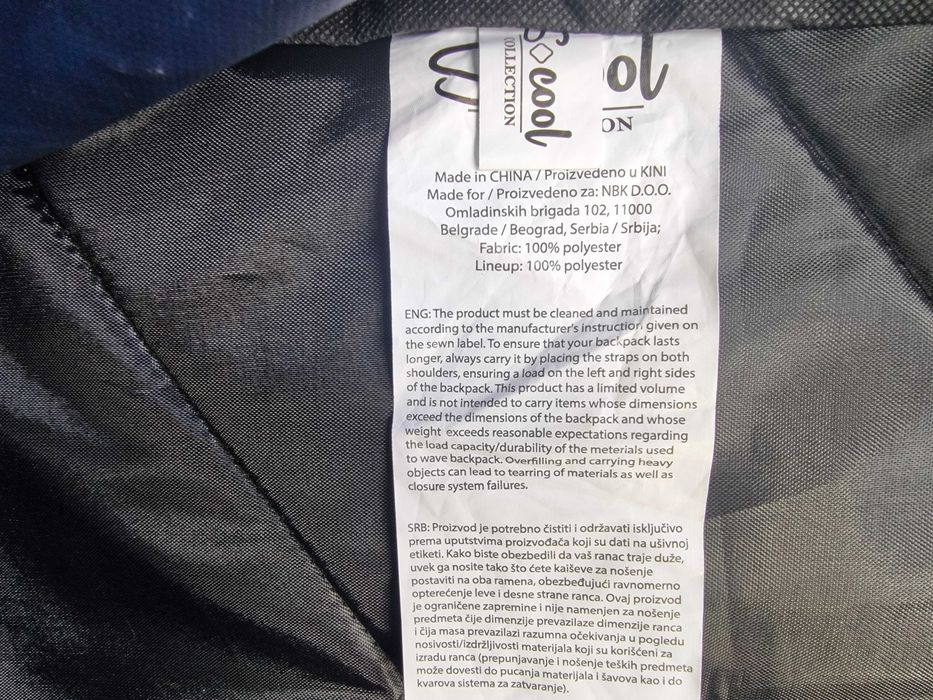 So cool
COLLECTION
Made in CHINA / Proizvedeno u KINI
Made for / Proizvedeno za: NBK D.O.O.
Omladinskih brigada 102, 11000
Belgrade / Beograd, Serbia / Srbija;
Fabric: 100% polyester
Lineup: 100% polyester
ENG: The product must be cleaned and maintained
according to the manufacturer's instruction given on
the sewn label. To ensure that your backpack lasts
longer, always carry it by placing the straps on both
shoulders, ensuring a load on the left and right sides
of the backpack. This product has a limited volume
and is not intended to carry items whose dimensions
exceed the dimensions of the backpack and whose
weight exceeds reasonable expectations regarding
the load capacity/durability of the meterials used
to wave backpack. Overfilling and carrying heavy
objects can lead to tearring of materials as well as
closure system failures.
SRB: Proizvod je potrebno čistiti i održavati isključivo
prema uputstvima proizvođača koji su dati na ušivnoj
etiketi. Kako biste obezbedili da vaš ranac traje duže,
uvek ga nosite tako što ćete kaiševe za nošenje
postaviti na oba ramena, obezbeđujući ravnomerno
opterećenje leve i desne strane ranca. Ovaj proizvod
je ograničene zapremine i nije namenjen za nošenje
predmeta čije dimenzije prevazilaze dimenzije ranca
i čija masa prevazilazi razumna očekivanja u pogledu
nosivosti/izdržljivosti materijala koji su korišćeni za
izradu ranca (prepunjavanje i nošenje teških predmeta
može dovesti do pucanja materijala i šavova kao i do
kvarova sistema za zatvaranje).